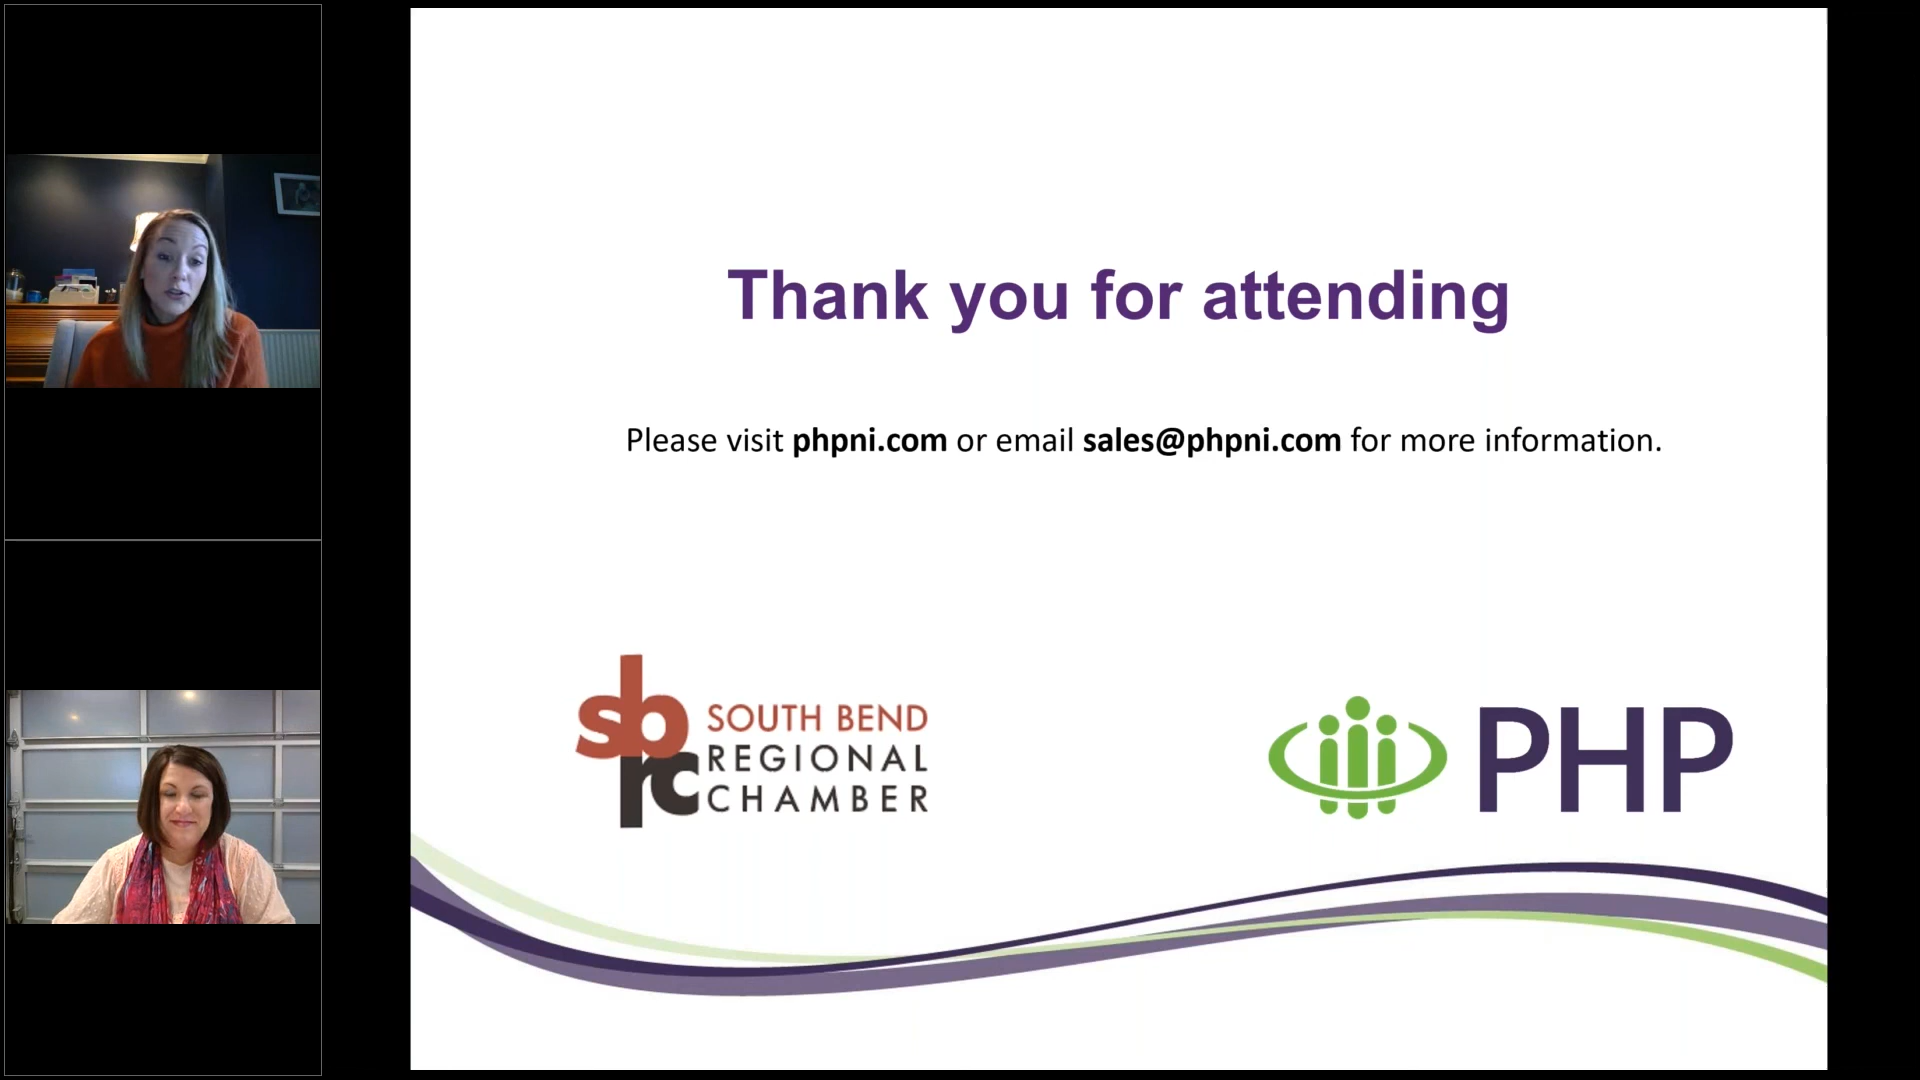 Thank you for attending
Please visit phpni.com or email sales@phpni.com for more information.
sb
rc
SOUTH BEND
REGIONAL
CHAMBER
PHP